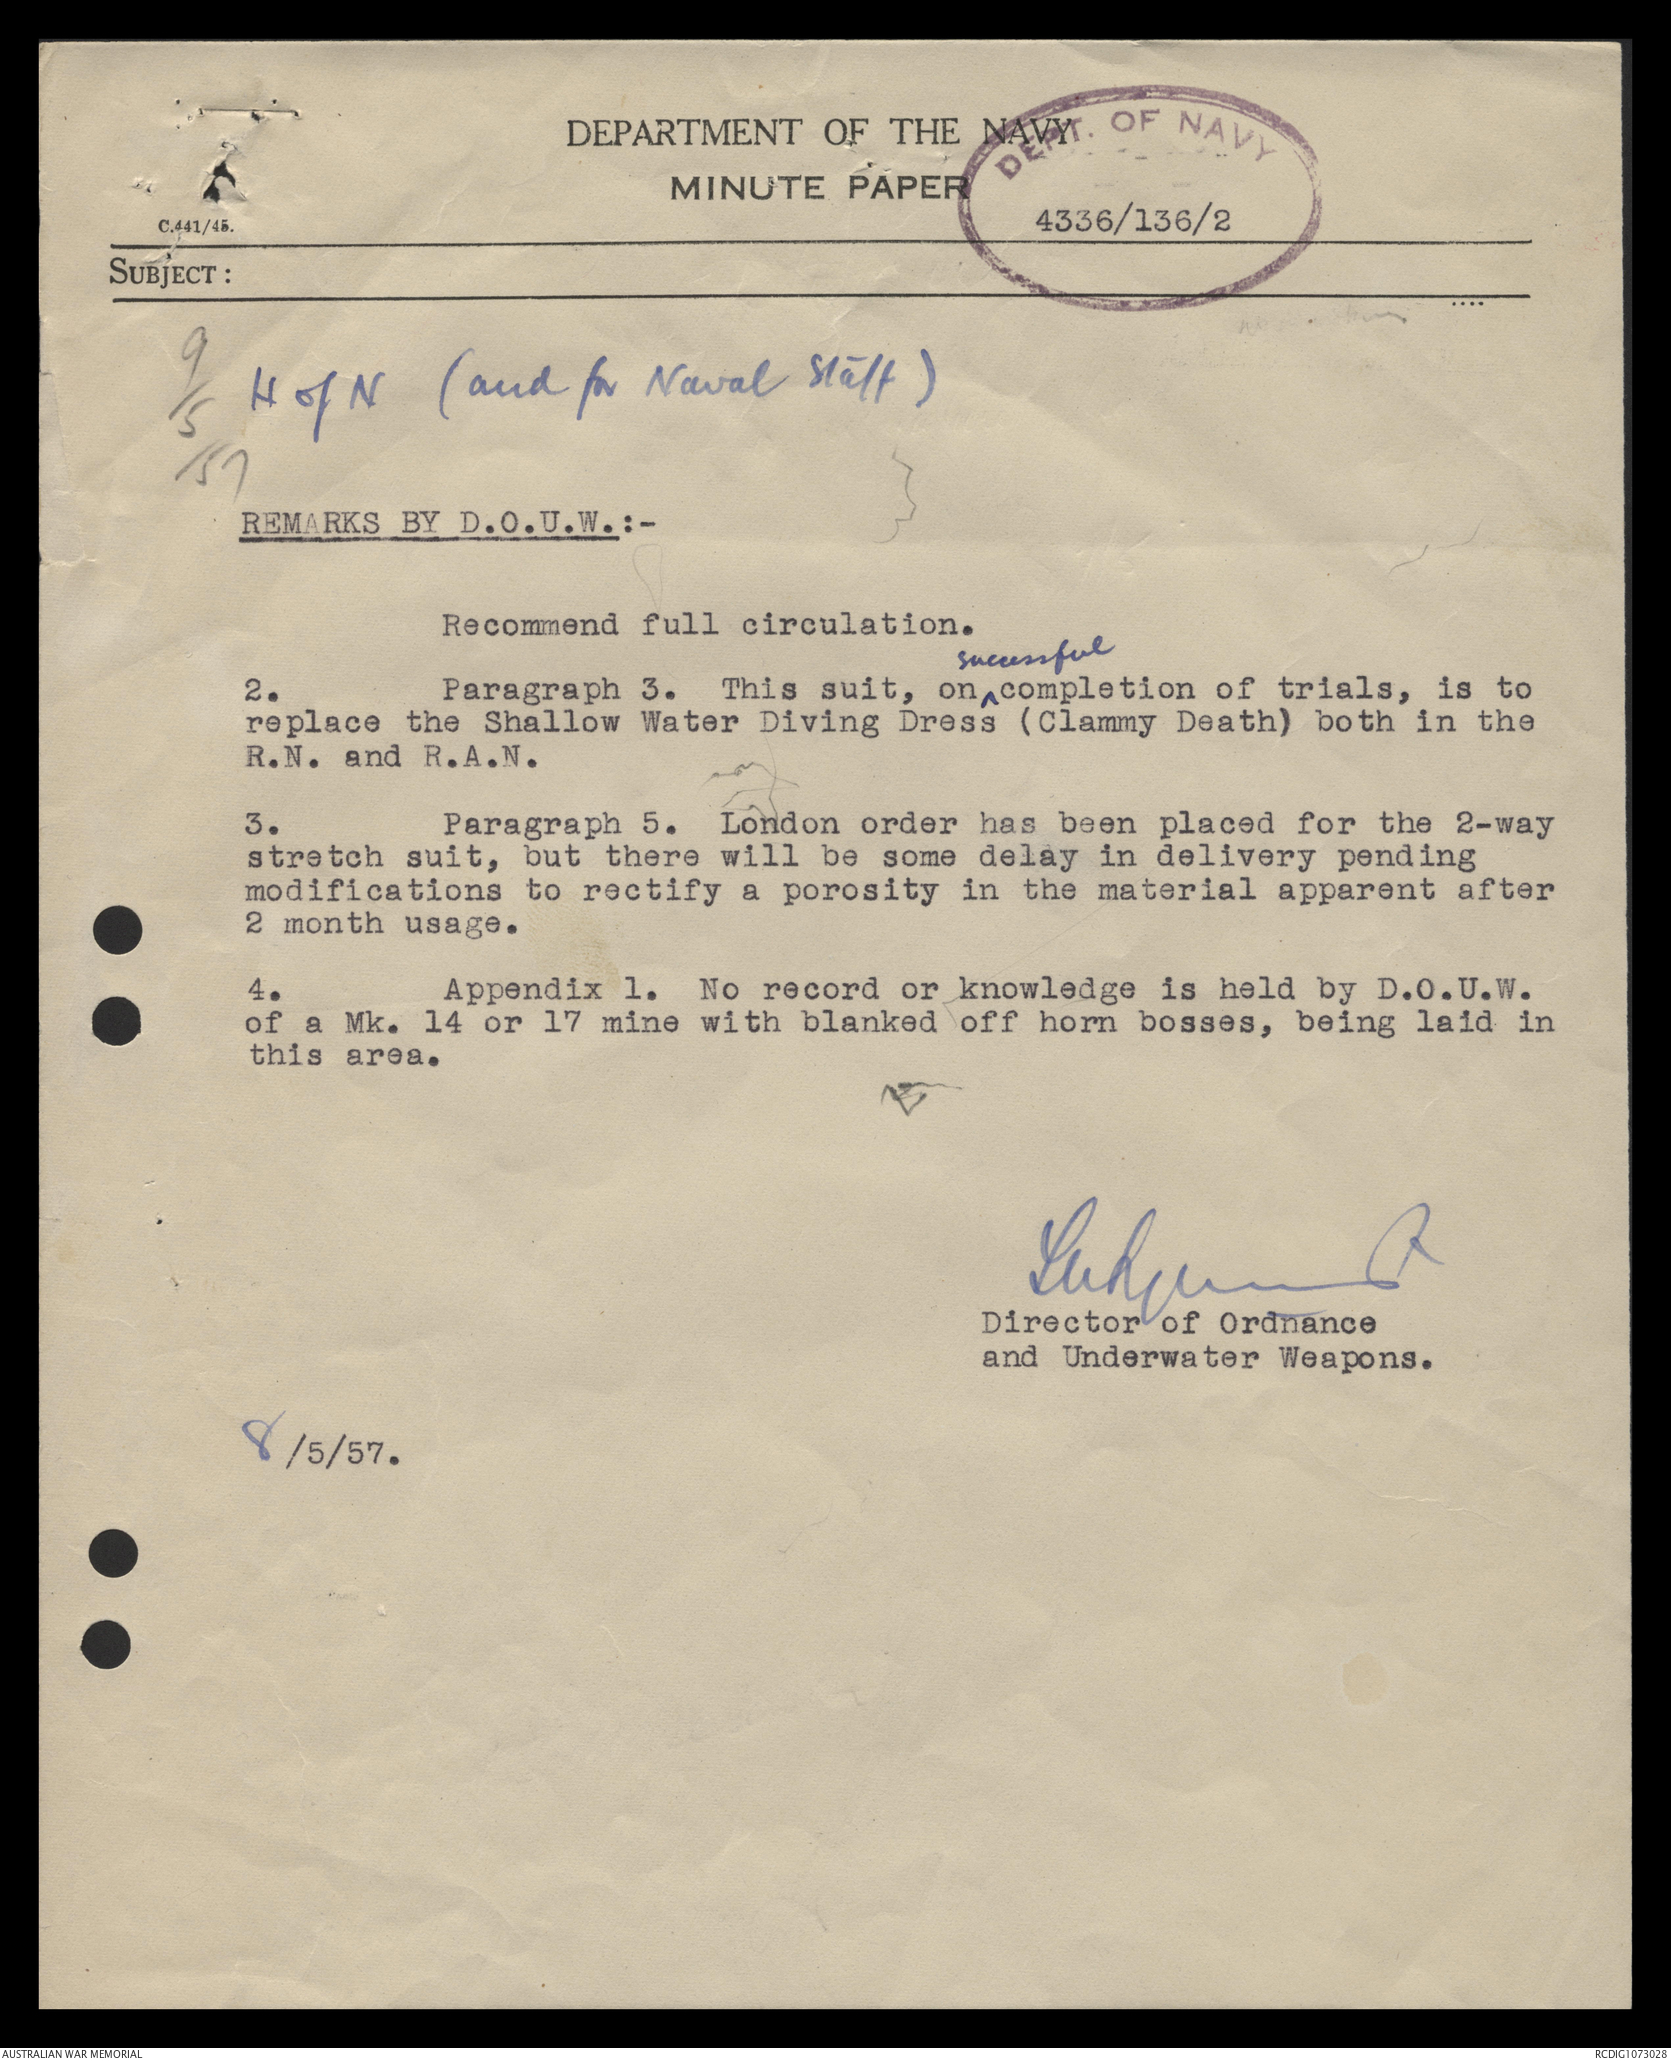 DEPARTMENT OF THE NAVY
MINUTE PAPER
DEPT. OF NAVY
4336/136/2
C.441/45.
SUBJECT:
....
9/5/57
H of N (and for Naval Staff)
REMARKS BY D.O.U.W.:-
Recommend full circulation.
successful
2. Paragraph 3. This suit, on ^ completion of trials, is to
replace the Shallow Water Diving Dress (Clammy Death) both in the
R.N. and R.A.N.
3. Paragraph 5. London order has been placed for the 2-way
stretch suit, but there will be some delay in delivery pending
modifications to rectify a porosity in the material apparent after
2 month usage.
4. Appendix 1. No record or knowledge is held by D.O.U.W.
of a Mk. 14 or 17 mine with blanked off horn bosses, being laid in
this area.
Director of Ordnance
and Underwater Weapons.
8/5/57.
AUSTRALIAN WAR MEMORIAL
RCDIG1073028